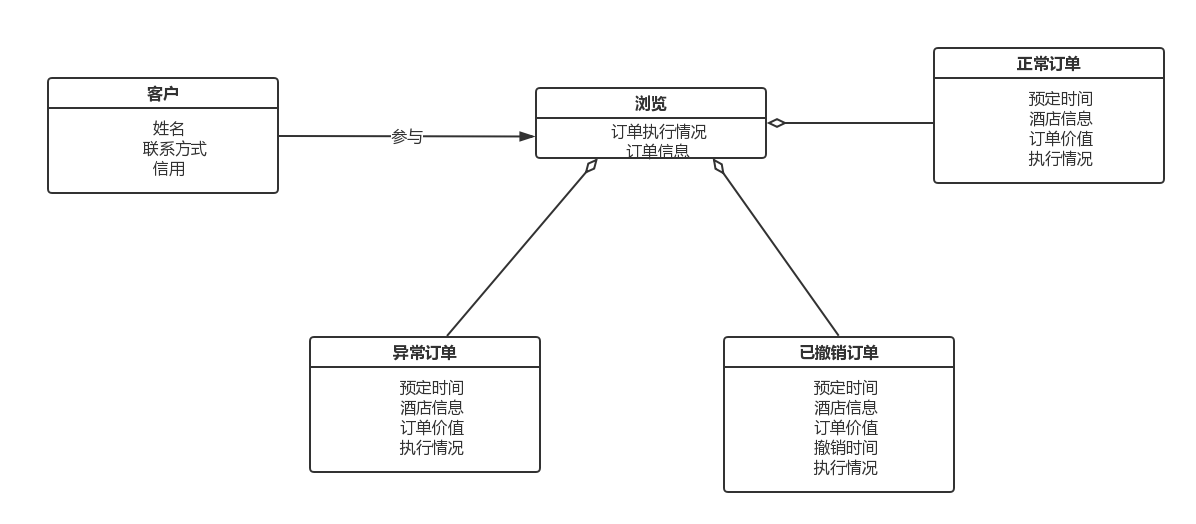 客户
姓名
联系方式
信用
参与
浏览
订单执行情况
订单信息
正常订单
预定时间
酒店信息
订单价值
执行情况
异常订单
预定时间
酒店信息
订单价值
执行情况
已撤销订单
预定时间
酒店信息
订单价值
撤销时间
执行情况